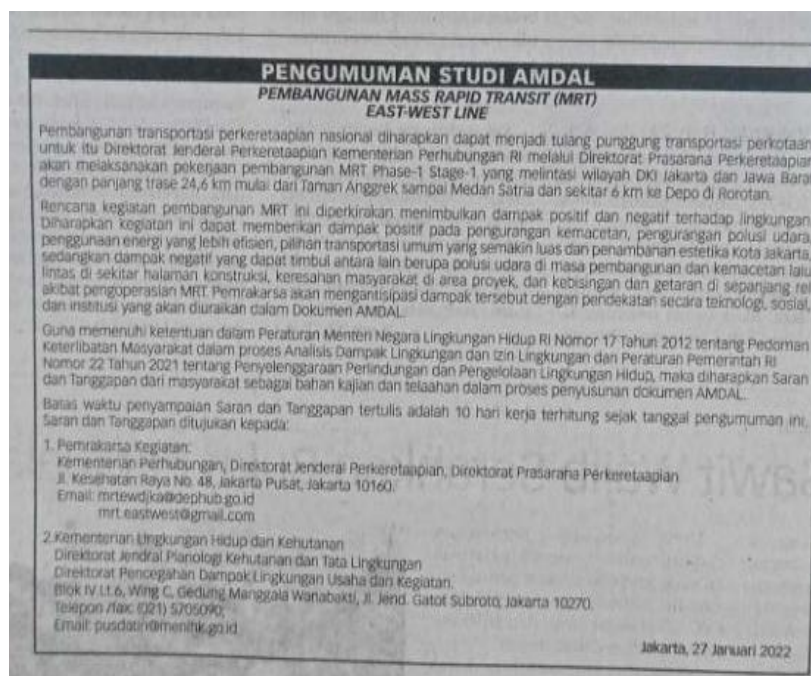 PENGUMUMAN STUDI AMDAL
PEMBANGUNAN MASS RAPID TRANSIT (MRT)
EAST-WEST LINE
Pembangunan transportasi perkeretaapian nasional diharapkan dapat menjadi tulang punggung transportasi perkotaan
untuk itu Direktorat Jenderal Perkeretaapian Kementerian Perhubungan RI melalui Direktorat Prasarana Perkeretaapian
akan melaksanakan pekerjaan pembangunan MRT Phase-1 Stage-1 yang melintasi wilayah DKI Jakarta dan Jawa Barat
dengan panjang trase 24,6 km mulai dari Taman Anggrek sampai Medan Satria dan sekitar 6 km ke Depo di Rorotan.
Rencana kegiatan pembangunan MRT ini diperkirakan menimbulkan dampak positif dan negatif terhadap lingkungan.
Diharapkan kegiatan ini dapat memberikan dampak positif pada pengurangan kemacetan, pengurangan polusi udara,
penggunaan energi yang lebih efisien, pilihan transportasi umum yang semakin luas dan penambanan estetika Kota Jakarta,
sedangkan dampak negatif yang dapat timbul antara lain berupa polusi udara di masa pembangunan dan kemacetan lalu
lintas di sekitar halaman konstruksi, keresahan masyarakat di area proyek, dan kebisingan dan getaran di sepanjang rel
akibat pengoperasian MRT. Pemrakarsa akan mengantisipasi dampak tersebut dengan pendekatan secara teknologi, sosial,
dan institusi yang akan diuraikan dalam Dokumen AMDAL.
Guna memenuhi ketentuan dalam Peraturan Menteri Negara Lingkungan Hidup RI Nomor 17 Tahun 2012 tentang Pedoman
Keterlibatan Masyarakat dalam proses Analisis Dampak Lingkungan dan Izin Lingkungan dan Peraturan Pemerintah RI
Nomor 22 Tahun 2021 tentang Penyelenggaraan Perlindungan dan Pengelolaan Lingkungan Hidup, maka diharapkan Saran
dan Tanggapan dari masyarakat sebagai bahan kajian dan telaahan dalam proses penyusunan dokumen AMDAL.
Batas waktu penyampaian Saran dan Tanggapan tertulis adalah 10 hari kerja terhitung sejak tanggal pengumuman ini.
Saran dan Tanggapan ditujukan kepada:
1. Pemrakarsa Kegiatan:
Kementerian Perhubungan, Direktorat Jenderal Perkeretaapian, Direktorat Prasarana Perkeretaapian
Jl. Kesehatan Raya No. 48, Jakarta Pusat, Jakarta 10160.
Email: mrtewdjka@dephub.go.id
mrt.eastwest@gmail.com
2.Kementerian Lingkungan Hidup dan Kehutanan
Direktorat Jendral Planologi Kehutanan dan Tata Lingkungan
Direktorat Pencegahan Dampak Lingkungan Usaha dan Kegiatan.
Blok IV Lt.6, Wing C, Gedung Manggala Wanabakti, Jl. Jend. Gatot Subroto, Jakarta 10270.
Telepon /fax: (021) 5705090,
Email: pusdatin@menlhk.go.id
Jakarta, 27 Januari 2022